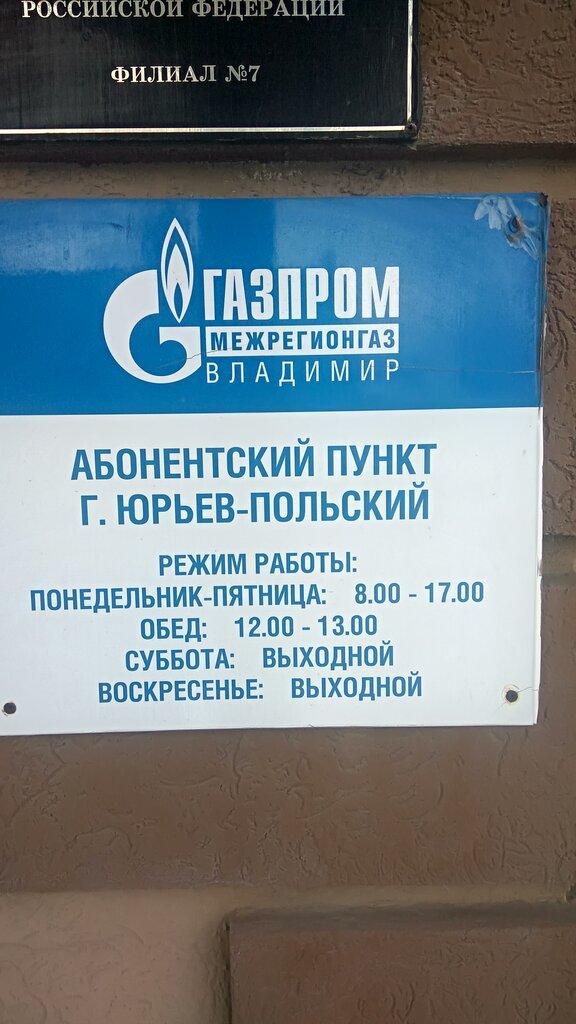 РОССИЙСКОЙ ФЕДЕРАЦИИ
ФИЛИАЛ №7
ГАЗПРОМ
МЕЖРЕГИОНГАЗ
ВЛАДИМИР
АБОНЕНТСКИЙ ПУНКТ
Г. ЮРЬЕВ-ПОЛЬСКИЙ
РЕЖИМ РАБОТЫ:
ПОНЕДЕЛЬНИК-ПЯТНИЦА: 8.00 - 17.00
ОБЕД: 12.00 - 13.00
СУББОТА: ВЫХОДНОЙ
ВОСКРЕСЕНЬЕ: ВЫХОДНОЙ